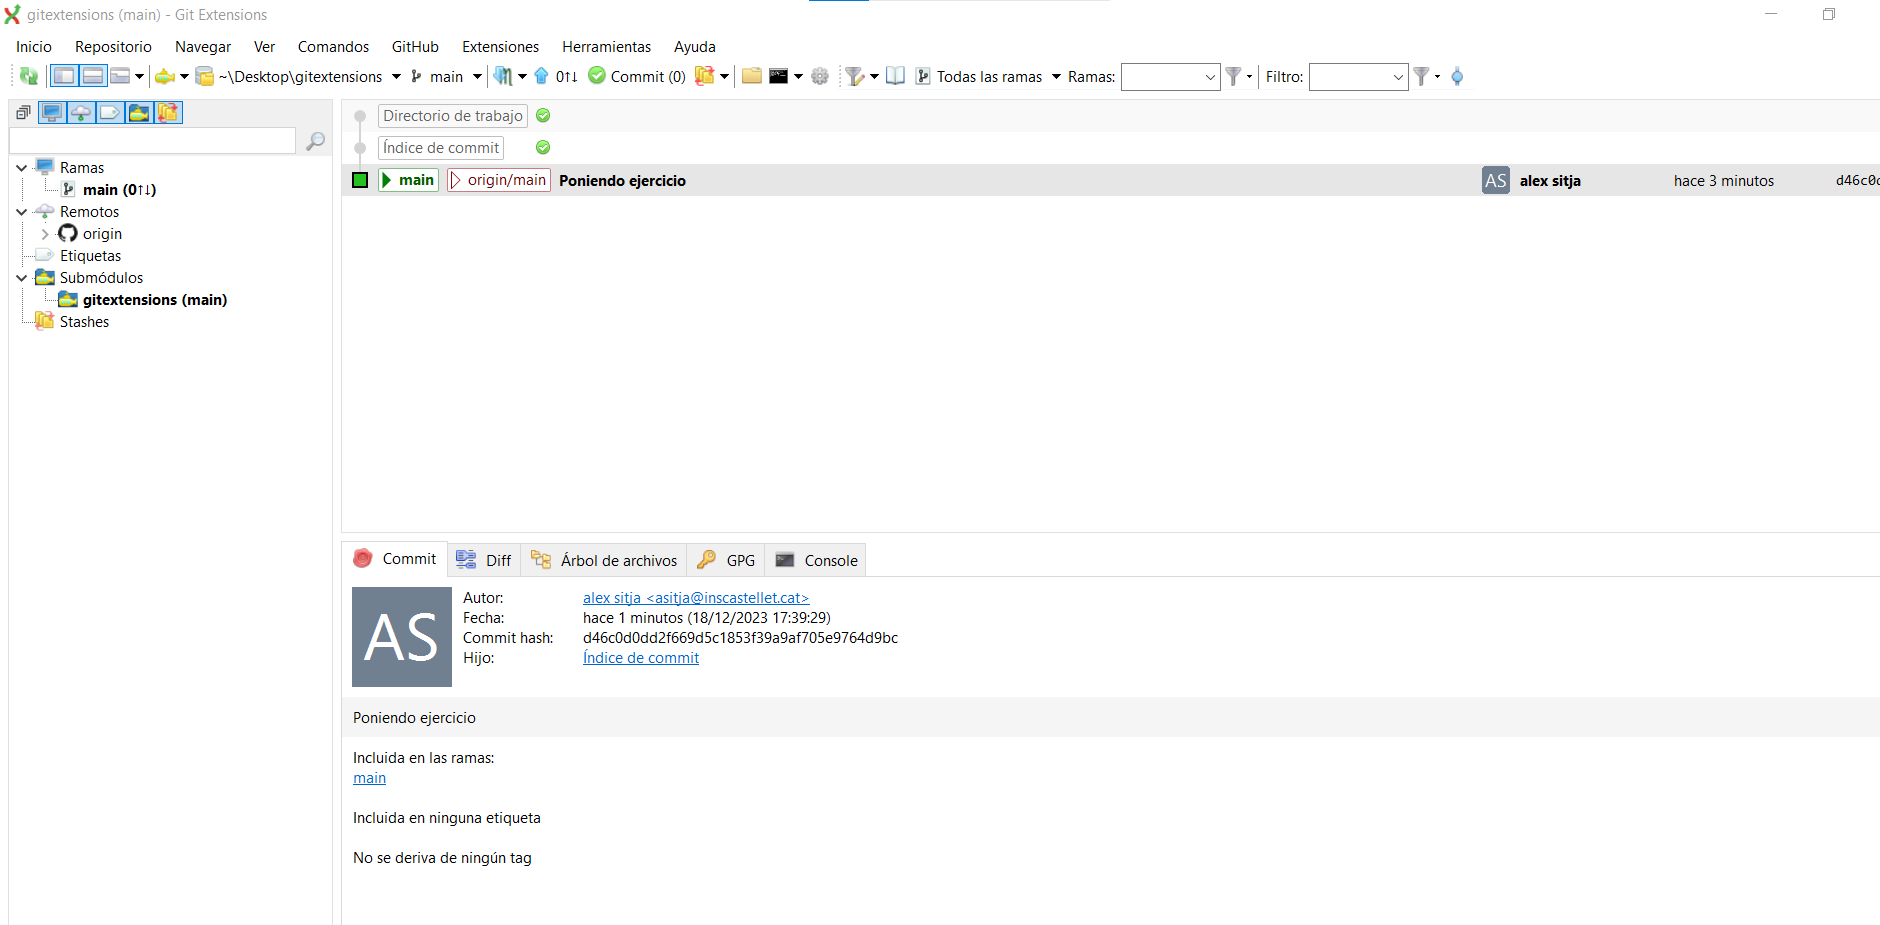 gitextensions (main) - Git Extensions
Inicio Repositorio Navegar Ver Comandos GitHub Extensiones Herramientas Ayuda
~\Desktop\gitextensions main 0↑↓ Commit (0) Todas las ramas Ramas: Filtro:
Directorio de trabajo
Índice de commit
main origin/main Poniendo ejercicio AS alex sitja hace 3 minutos d46c0
Ramas
main (0↑↓)
Remotos
origin
Etiquetas
Submódulos
gitextensions (main)
Stashes
Commit Diff Árbol de archivos GPG Console
AS
Autor: alex sitja <asitja@inscastellet.cat>
Fecha: hace 1 minutos (18/12/2023 17:39:29)
Commit hash: d46c0d0dd2f669d5c1853f39a9af705e9764d9bc
Hijo: Índice de commit
Poniendo ejercicio
Incluida en las ramas:
main
Incluida en ninguna etiqueta
No se deriva de ningún tag